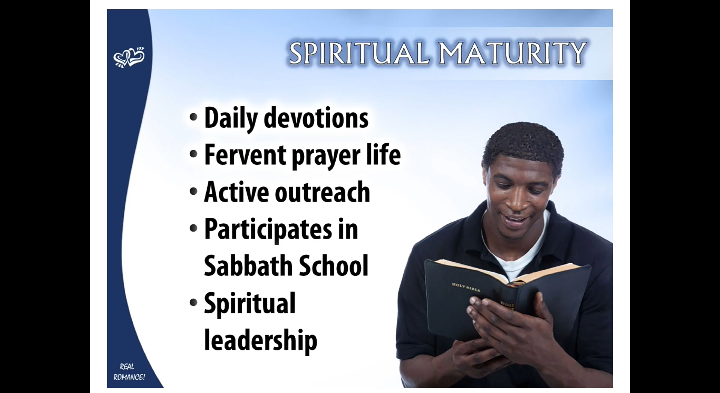 SPIRITUAL MATURITY
• Daily devotions
• Fervent prayer life
• Active outreach
• Participates in
Sabbath School
• Spiritual
leadership
HOLY BIBLE
REAL
ROMANCE!